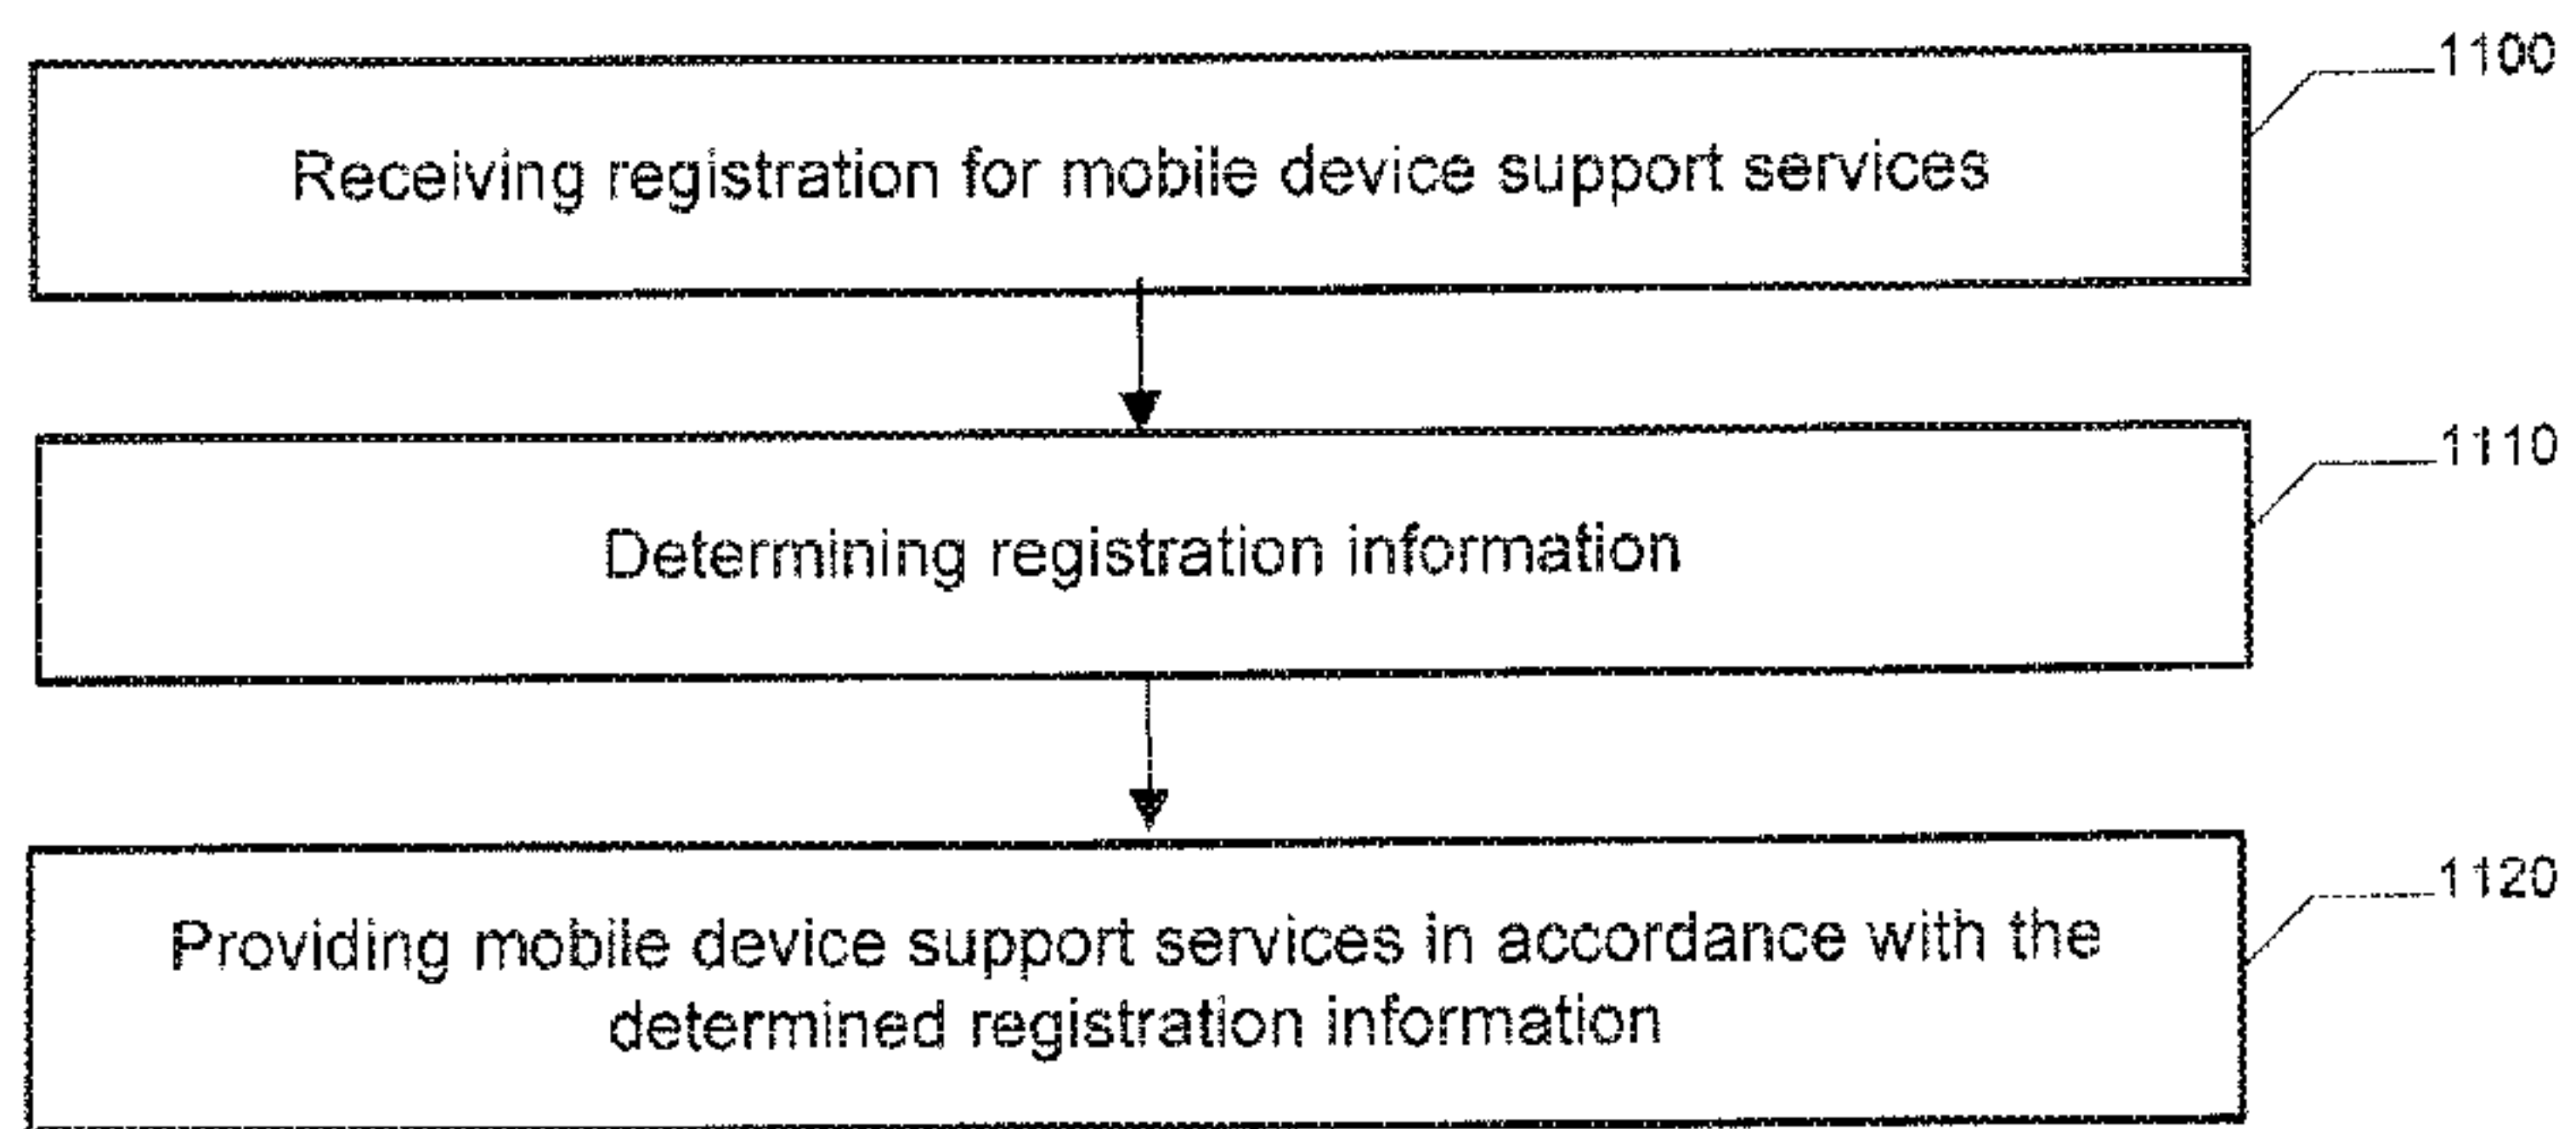 1100
Receiving registration for mobile device support services
1110
Determining registration information
1120
Providing mobile device support services in accordance with the
determined registration information